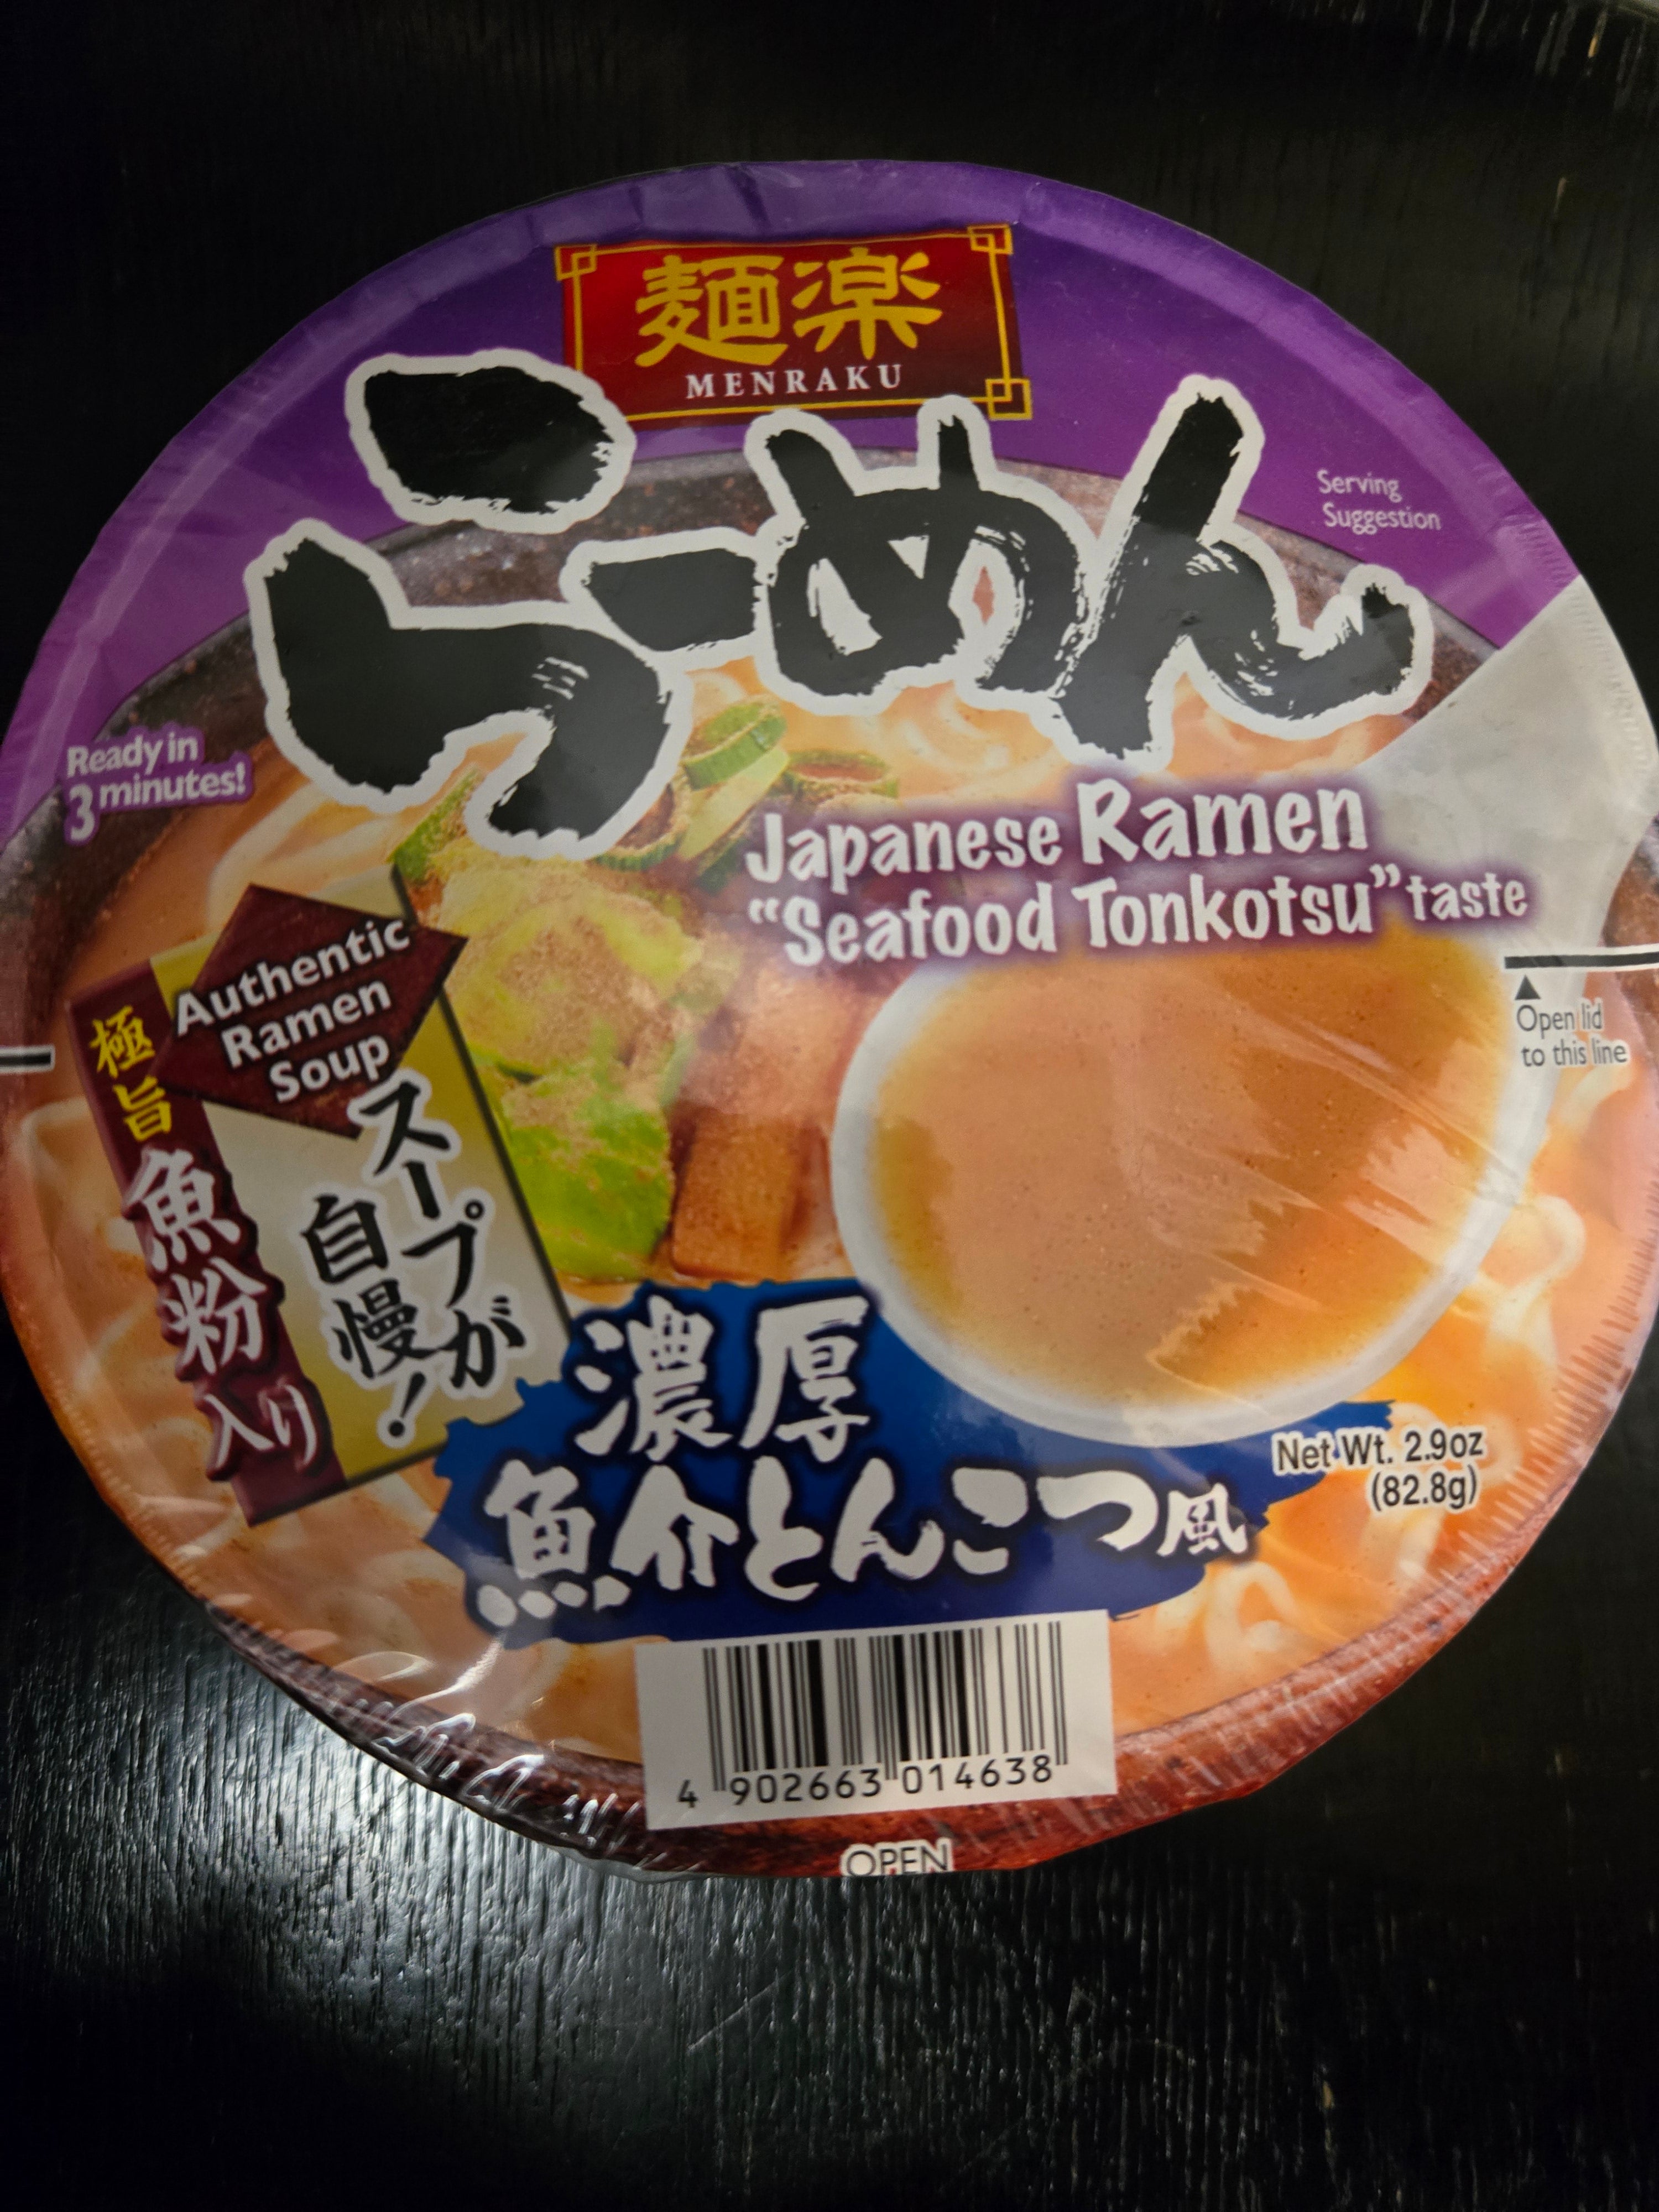 麺楽
MENRAKU
らーめん
Serving
Suggestion
Ready in
3 minutes!
Japanese Ramen
“Seafood Tonkotsu” taste
Authentic
Ramen
Soup
スープが
自慢！
極旨
魚粉入り
Open lid
to this line
濃厚
魚介とんこつ風
Net Wt. 2.9oz
(82.8g)
4 902663 014638
OPEN